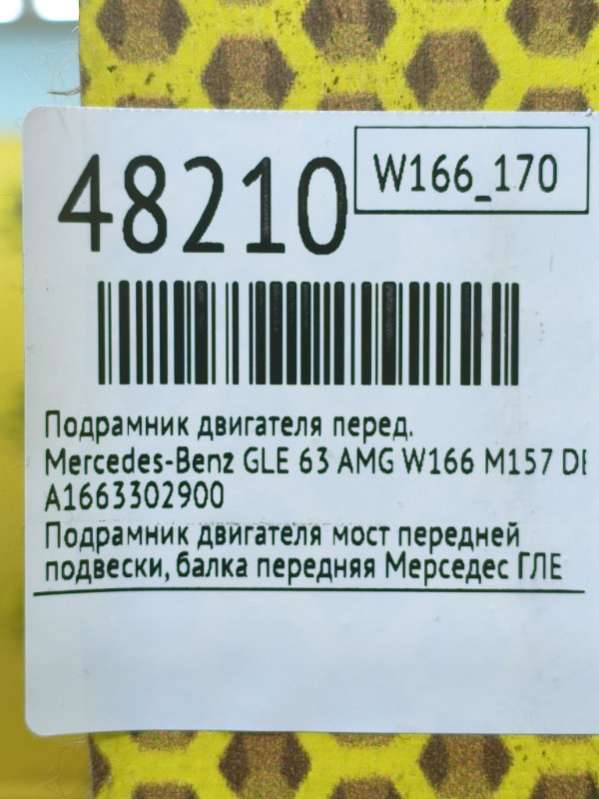 48210
W166_170
Подрамник двигателя перед.
Mercedes-Benz GLE 63 AMG W166 M157
A1663302900
Подрамник двигателя мост передней
подвески, балка передняя Мерседес ГЛЕ